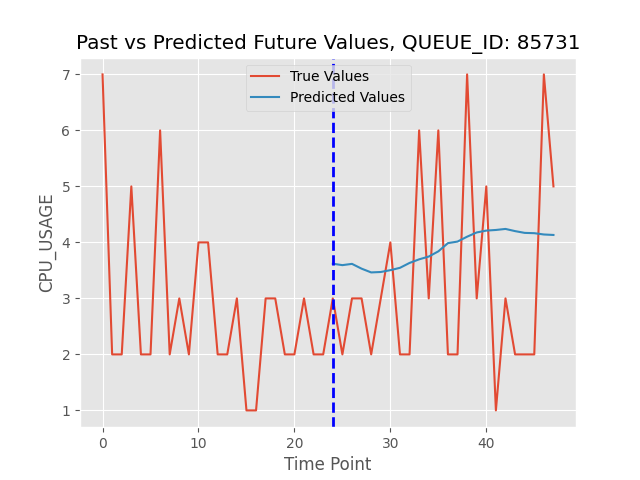 Past vs Predicted Future Values, QUEUE_ID: 85731
True Values
Predicted Values
CPU_USAGE
7
6
5
4
3
2
1
0
10
20
30
40
Time Point